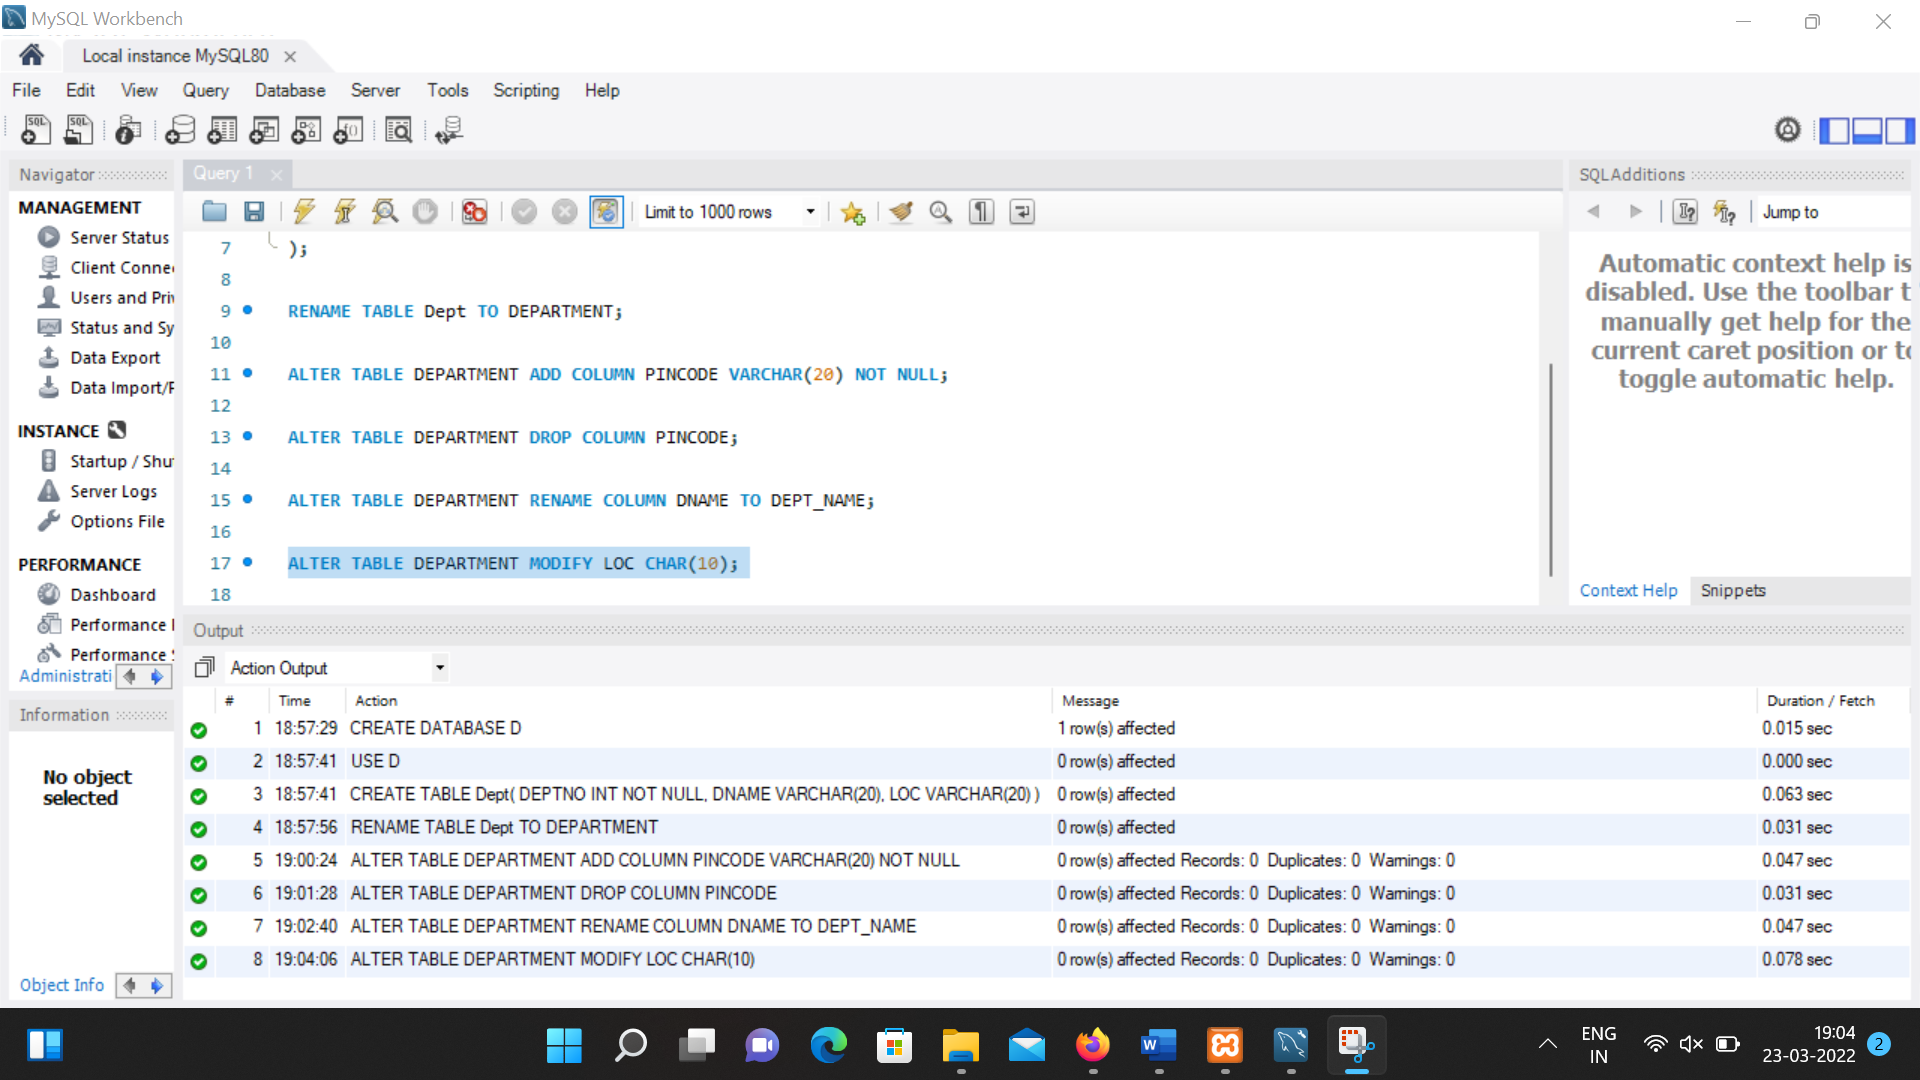 MySQL Workbench
Local instance MySQL80
File Edit View Query Database Server Tools Scripting Help
Navigator
MANAGEMENT
Server Status
Client Conne
Users and Pri
Status and Sy
Data Export
Data Import/
INSTANCE
Startup / Shu
Server Logs
Options File
PERFORMANCE
Dashboard
Performance
Performance
Administrati
Information
No object
selected
Object Info
Query 1
Limit to 1000 rows
7 );
8
9 RENAME TABLE Dept TO DEPARTMENT;
10
11 ALTER TABLE DEPARTMENT ADD COLUMN PINCODE VARCHAR(20) NOT NULL;
12
13 ALTER TABLE DEPARTMENT DROP COLUMN PINCODE;
14
15 ALTER TABLE DEPARTMENT RENAME COLUMN DNAME TO DEPT_NAME;
16
17 ALTER TABLE DEPARTMENT MODIFY LOC CHAR(10);
18
SQLAdditions
Jump to
Automatic context help is
disabled. Use the toolbar t
manually get help for the
current caret position or to
toggle automatic help.
Context Help Snippets
Output
Action Output
# Time Action Message Duration / Fetch
1 18:57:29 CREATE DATABASE D 1 row(s) affected 0.015 sec
2 18:57:41 USE D 0 row(s) affected 0.000 sec
3 18:57:41 CREATE TABLE Dept( DEPTNO INT NOT NULL, DNAME VARCHAR(20), LOC VARCHAR(20) ) 0 row(s) affected 0.063 sec
4 18:57:56 RENAME TABLE Dept TO DEPARTMENT 0 row(s) affected 0.031 sec
5 19:00:24 ALTER TABLE DEPARTMENT ADD COLUMN PINCODE VARCHAR(20) NOT NULL 0 row(s) affected Records: 0 Duplicates: 0 Warnings: 0 0.047 sec
6 19:01:28 ALTER TABLE DEPARTMENT DROP COLUMN PINCODE 0 row(s) affected Records: 0 Duplicates: 0 Warnings: 0 0.031 sec
7 19:02:40 ALTER TABLE DEPARTMENT RENAME COLUMN DNAME TO DEPT_NAME 0 row(s) affected Records: 0 Duplicates: 0 Warnings: 0 0.047 sec
8 19:04:06 ALTER TABLE DEPARTMENT MODIFY LOC CHAR(10) 0 row(s) affected Records: 0 Duplicates: 0 Warnings: 0 0.078 sec
ENG
IN
19:04
23-03-2022
2